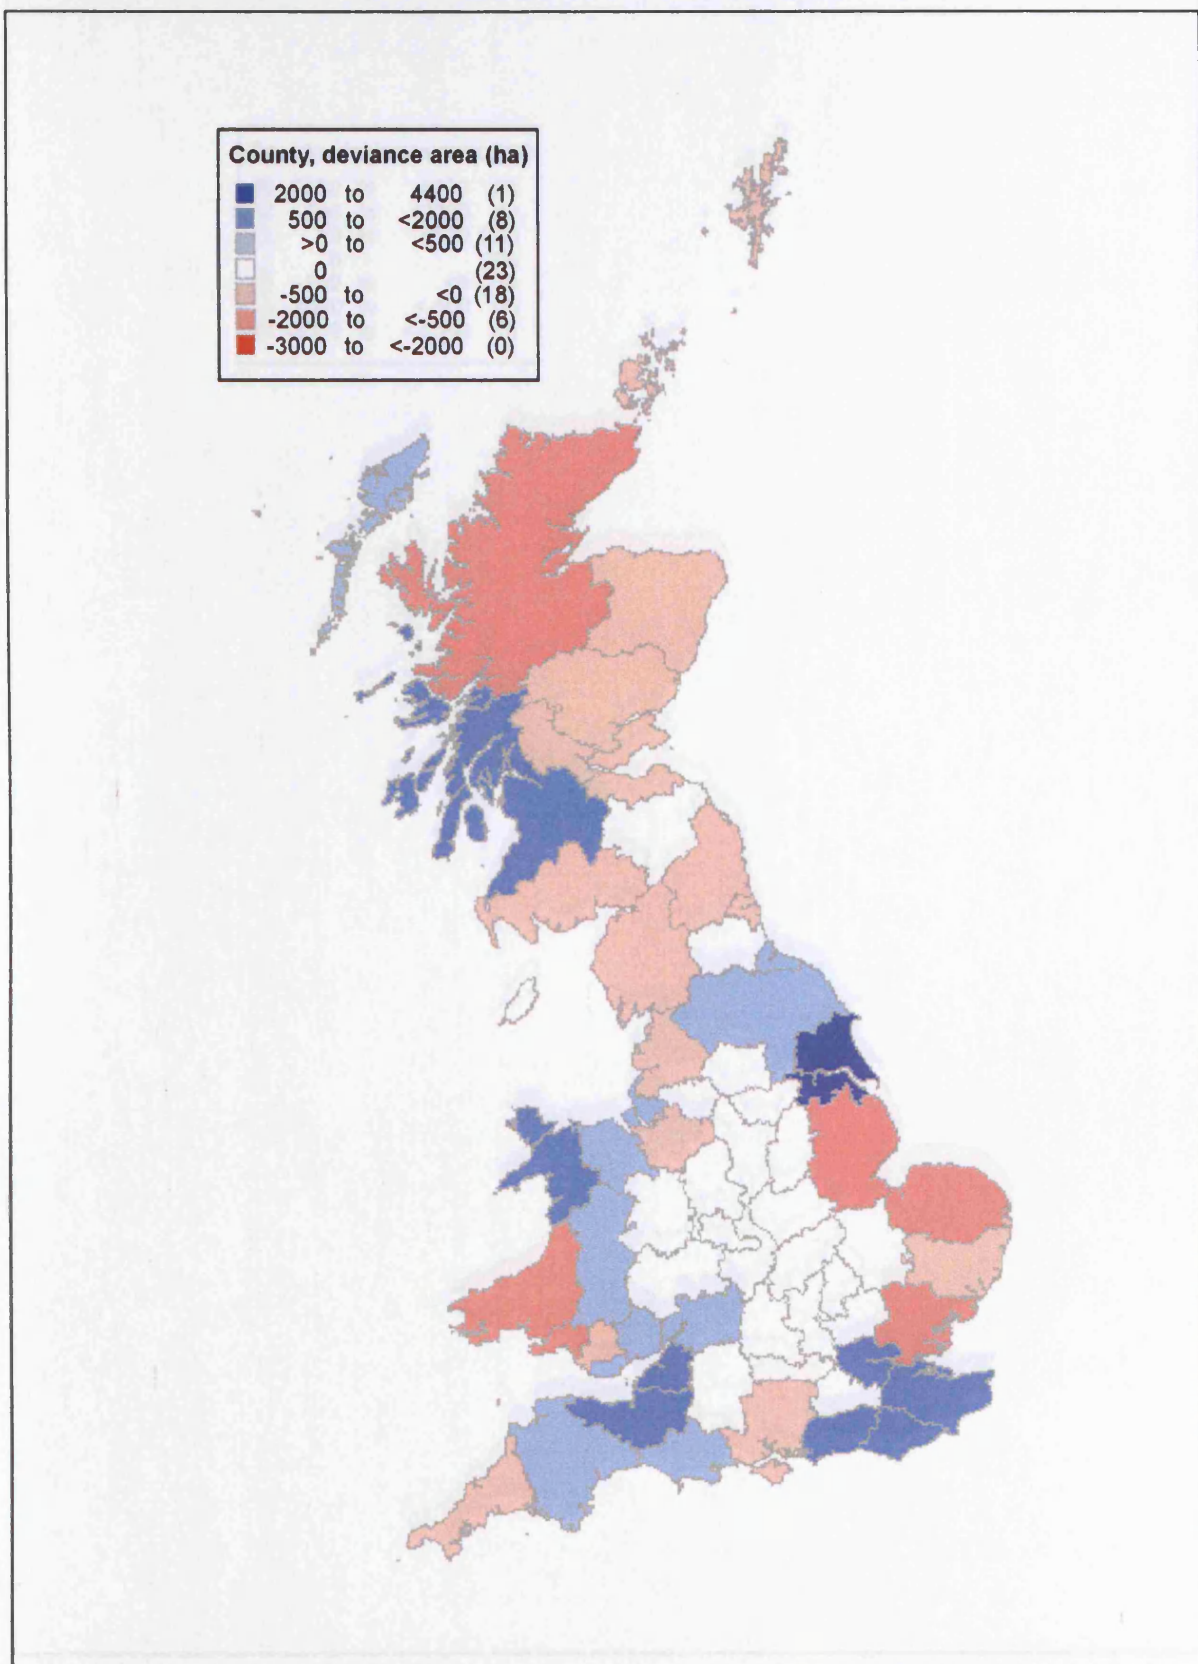 County, deviance area (ha)
2000 to 4400 (1)
500 to <2000 (8)
>0 to <500 (11)
0 (23)
-500 to <0 (18)
-2000 to <-500 (6)
-3000 to <-2000 (0)